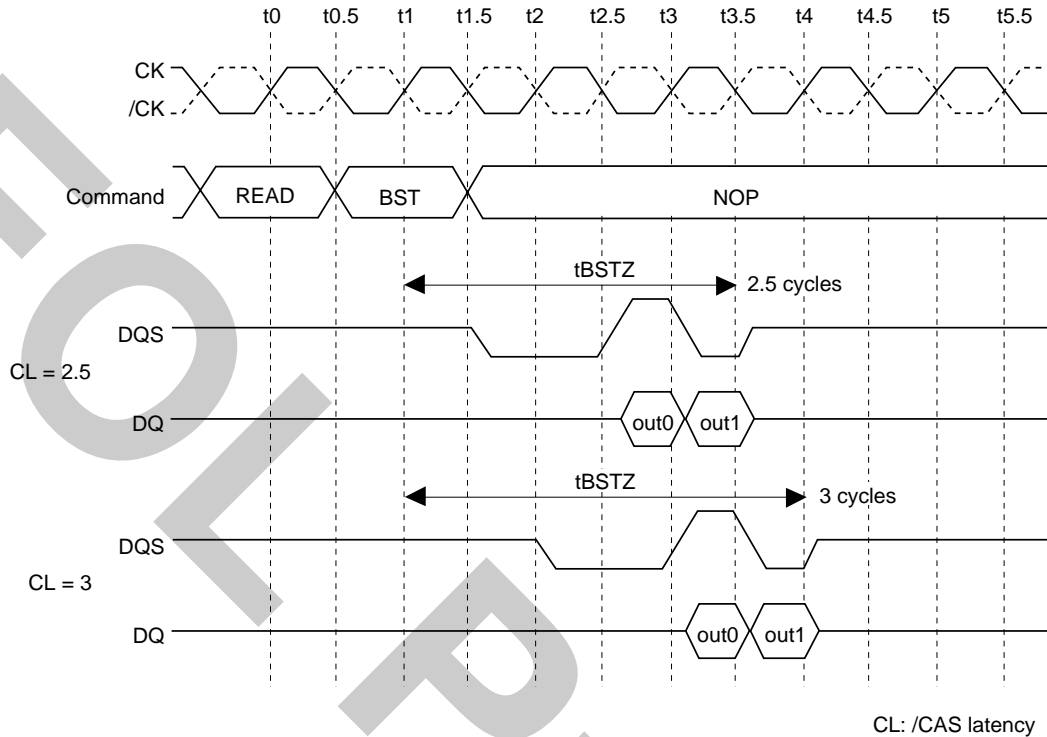 t0 t0.5 t1 t1.5 t2 t2.5 t3 t3.5 t4 t4.5 t5 t5.5
CK
/CK
Command READ BST NOP
tBSTZ 2.5 cycles
DQS
CL = 2.5
DQ out0 out1
tBSTZ 3 cycles
DQS
CL = 3
DQ out0 out1
CL: /CAS latency